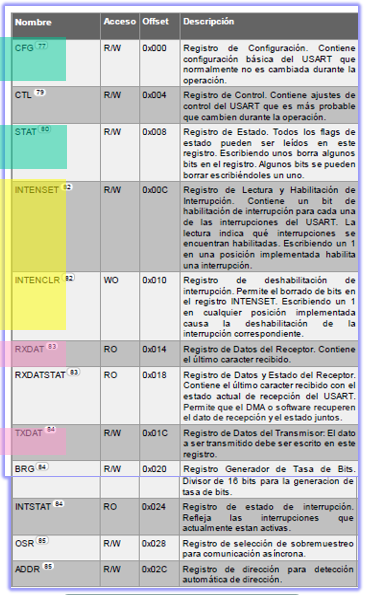 Nombre Acceso Offset Descripción
CFG 77 R/W 0x000 Registro de Configuración. Contiene
configuración básica del USART que
normalmente no es cambiada durante la
operación.
CTL 79 R/W 0x004 Registro de Control. Contiene ajustes de
control del USART que es más probable
que cambien durante la operación.
STAT 80 R/W 0x008 Registro de Estado. Todos los flags de
estado pueden ser leídos en este
registro. Escribiendo unos borra algunos
bits en el registro. Algunos bits se pueden
borrar escribiéndoles un uno.
INTENSET 82 R/W 0x00C Registro de Lectura y Habilitación de
Interrupción. Contiene un bit de
habilitación de interrupción para cada una
de las interrupciones del USART. La
lectura indica qué interrupciones se
encuentran habilitadas. Escribiendo un 1
en una posición implementada habilita
una interrupción.
INTENCLR 82 WO 0x010 Registro de deshabilitación de
interrupción. Permite el borrado de bits en
el registro INTENSET. Escribiendo un 1
en cualquier posición implementada
causa la deshabilitación de la
interrupción correspondiente.
RXDAT 83 RO 0x014 Registro de Datos del Receptor. Contiene
el último caracter recibido.
RXDATSTAT 83 RO 0x018 Registro de Datos y Estado del Receptor.
Contiene el último caracter recibido con el
estado actual de recepción del USART.
Permite que el DMA o software recuperen
el dato de recepción y el estado juntos.
TXDAT 84 R/W 0x01C Registro de Datos del Transmisor: El dato
a ser transmitido debe ser escrito en este
registro.
BRG 84 R/W 0x020 Registro Generador de Tasa de Bits.
Divisor de 16 bits para la generacion de
tasa de bits.
INTSTAT 84 RO 0x024 Registro de estado de interrupción.
Refleja las interrupciones que
actualmente estan activas.
OSR 85 R/W 0x028 Registro de selección de sobremuestreo
para comunicación asíncrona.
ADDR 85 R/W 0x02C Registro de dirección para detección
automática de dirección.